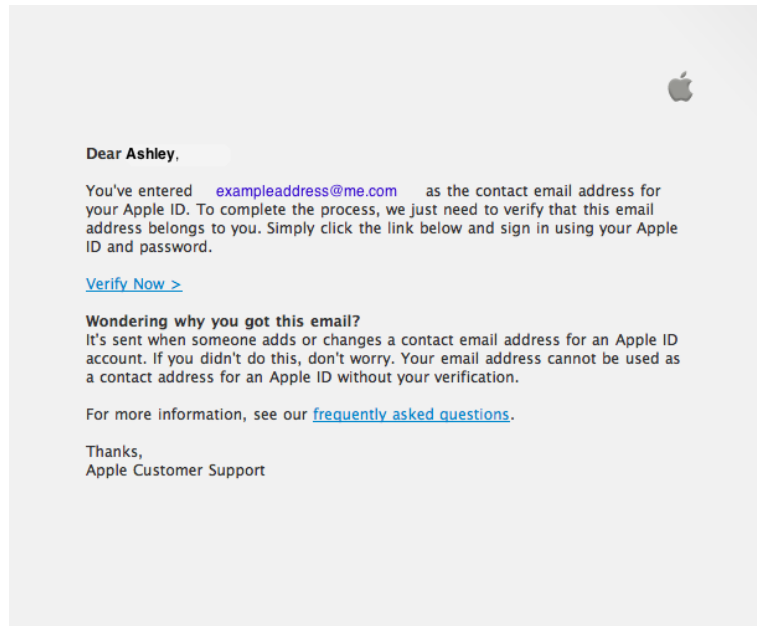 Dear Ashley,
You've entered exampleaddress@me.com as the contact email address for
your Apple ID. To complete the process, we just need to verify that this email
address belongs to you. Simply click the link below and sign in using your Apple
ID and password.
Verify Now >
Wondering why you got this email?
It's sent when someone adds or changes a contact email address for an Apple ID
account. If you didn't do this, don't worry. Your email address cannot be used as
a contact address for an Apple ID without your verification.
For more information, see our frequently asked questions.
Thanks,
Apple Customer Support